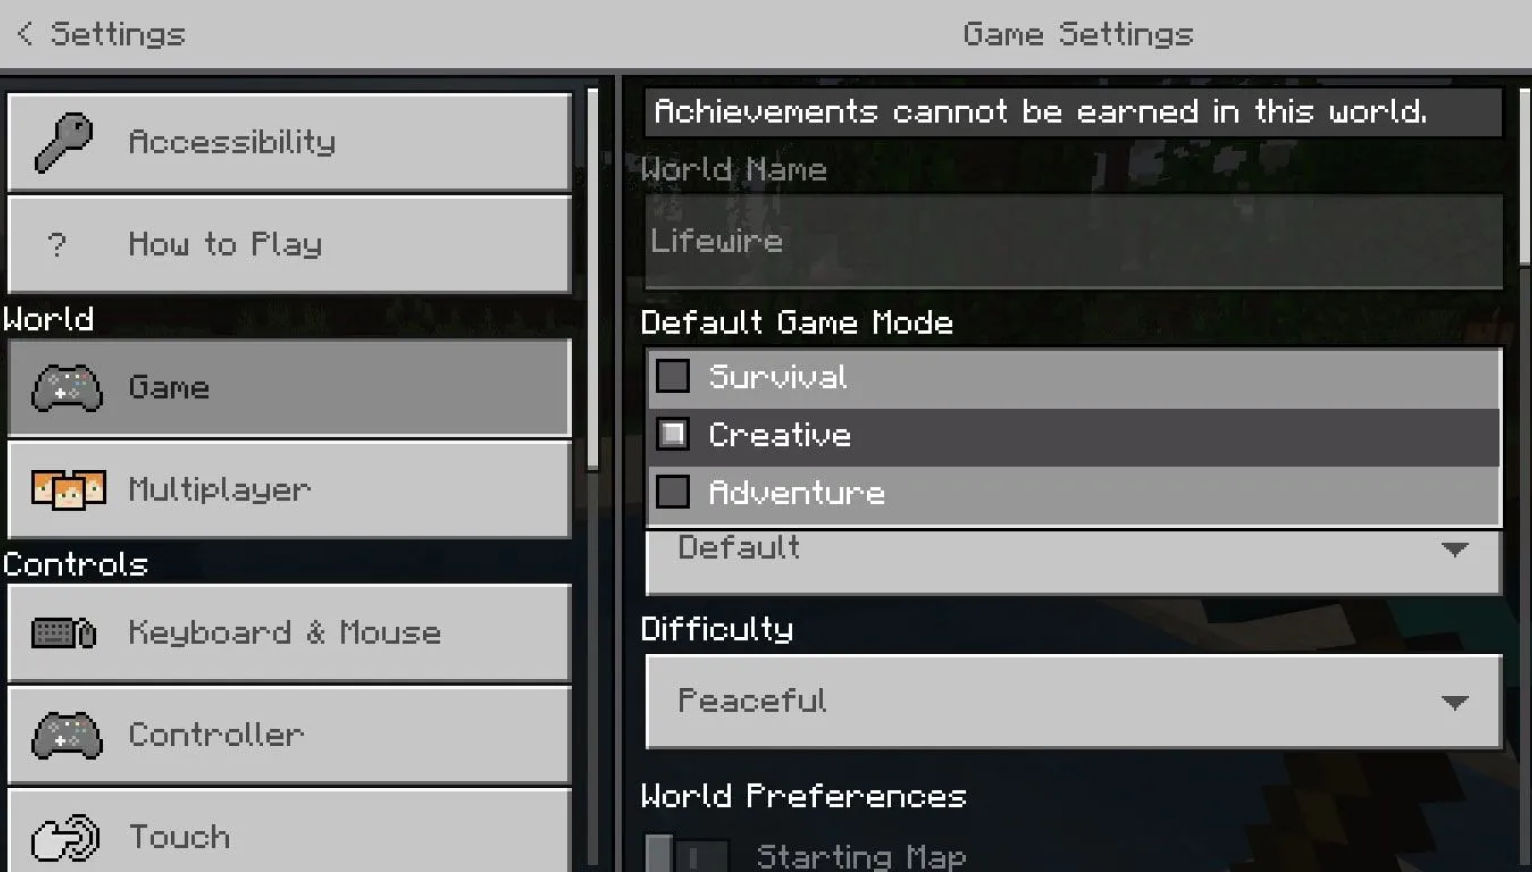 < Settings
Game Settings
Accessibility
? How to Play
World
Game
Multiplayer
Controls
Keyboard & Mouse
Controller
Touch
Achievements cannot be earned in this world.
World Name
Lifewire
Default Game Mode
Survival
Creative
Adventure
Default
Difficulty
Peaceful
World Preferences
Starting Map